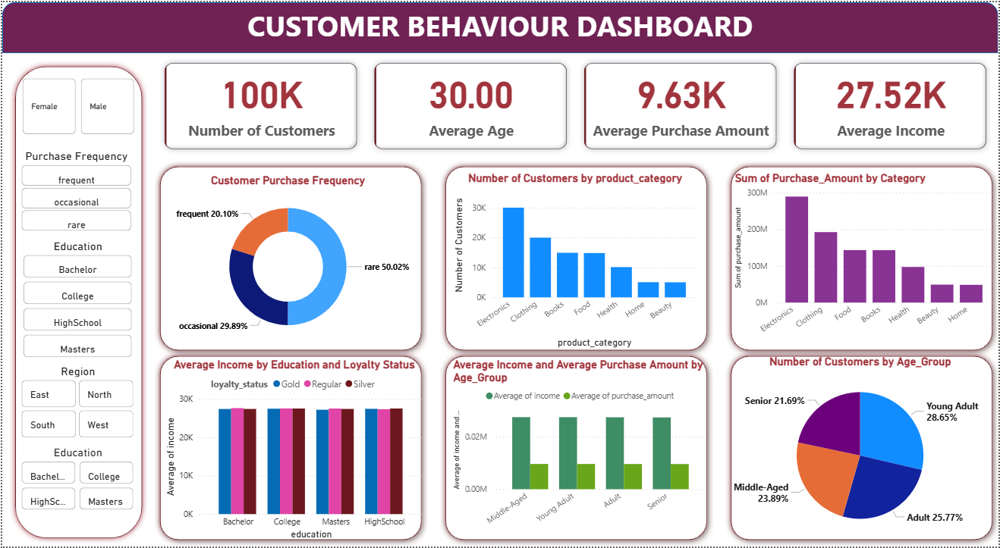 CUSTOMER BEHAVIOUR DASHBOARD
Female
Male
Purchase Frequency
frequent
occasional
rare
Education
Bachelor
College
HighSchool
Masters
Region
East
North
South
West
Education
Bachel...
College
HighSc...
Masters
100K
Number of Customers
30.00
Average Age
9.63K
Average Purchase Amount
27.52K
Average Income
Customer Purchase Frequency
frequent 20.10%
rare 50.02%
occasional 29.89%
Number of Customers by product_category
Number of Customers
30K
20K
10K
0K
Electronics
Clothing
Books
Food
Health
Home
Beauty
product_category
Sum of Purchase_Amount by Category
Sum of purchase_amount
300M
200M
100M
0M
Electronics
Clothing
Food
Books
Health
Beauty
Home
Average Income by Education and Loyalty Status
loyalty_status Gold Regular Silver
Average of income
30K
20K
10K
0K
Bachelor
College
Masters
HighSchool
education
Average Income and Average Purchase Amount by
Age_Group
Average of income Average of purchase_amount
Average of income and ...
0.02M
0.00M
Middle-Aged
Young Adult
Adult
Senior
Number of Customers by Age_Group
Senior 21.69%
Young Adult
28.65%
Middle-Aged
23.89%
Adult 25.77%